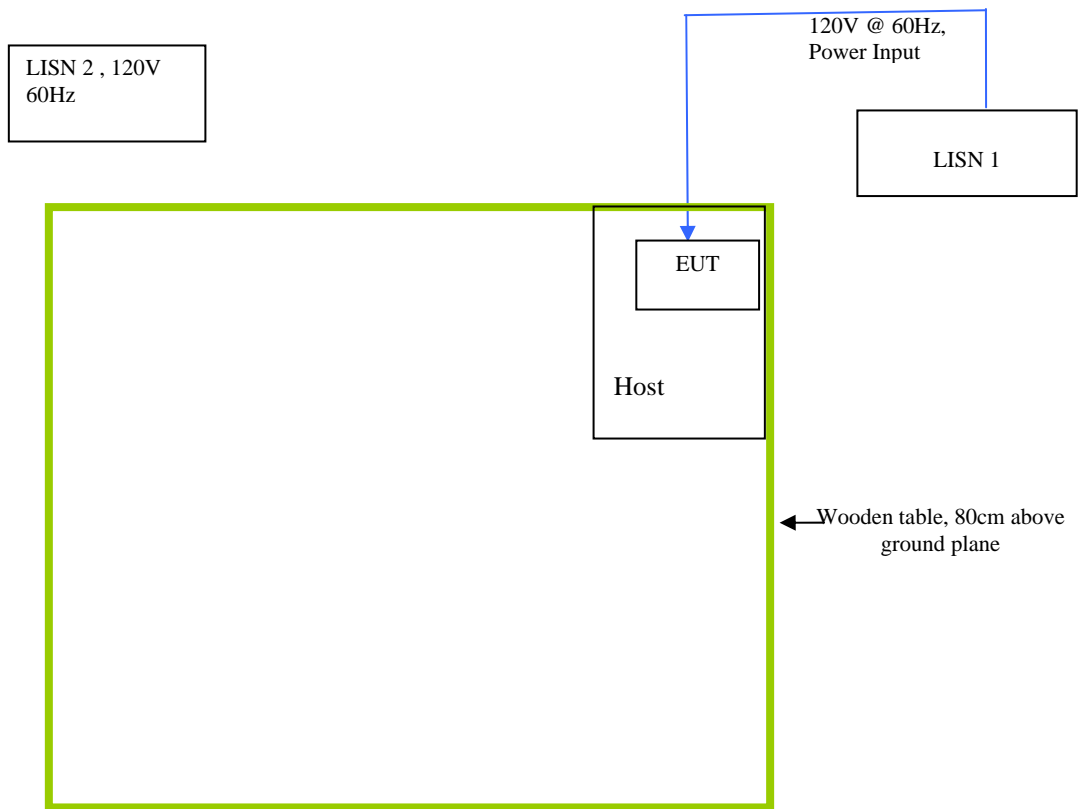 120V @ 60Hz,
Power Input
LISN 2 , 120V
60Hz
LISN 1
EUT
Host
Wooden table, 80cm above
ground plane